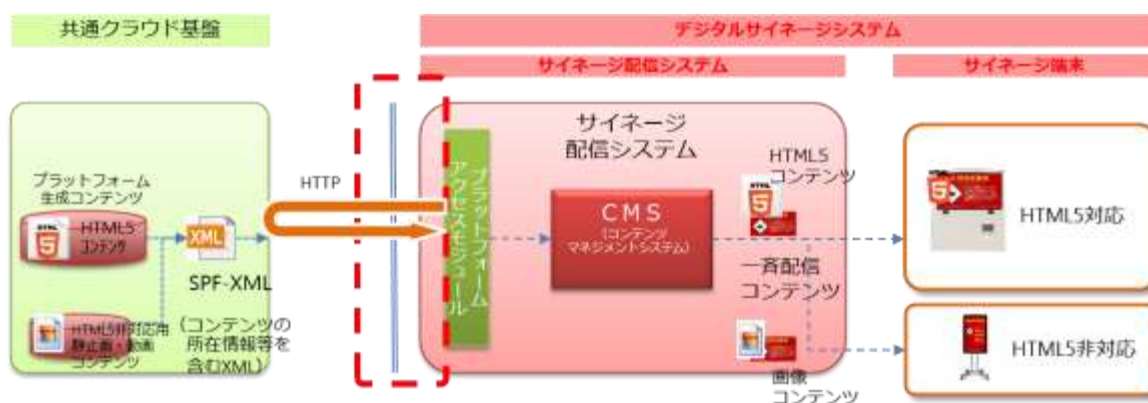 共通クラウド基盤
デジタルサイネージシステム
サイネージ配信システム
サイネージ端末
プラットフォーム
生成コンテンツ
HTML
5
HTML5
コンテンツ
XML
SPF-XML
(コンテンツの
所在情報等を
含むXML)
HTML5非対応用
静止画・動画
コンテンツ
HTTP
プラットフォーム
アクセスモジュール
サイネージ
配信システム
CMS
(コンテンツ
マネジメントシステム)
HTML5
コンテンツ
HTML
5
一斉配信
コンテンツ
画像
コンテンツ
HTML
5
HTML5対応
HTML5非対応